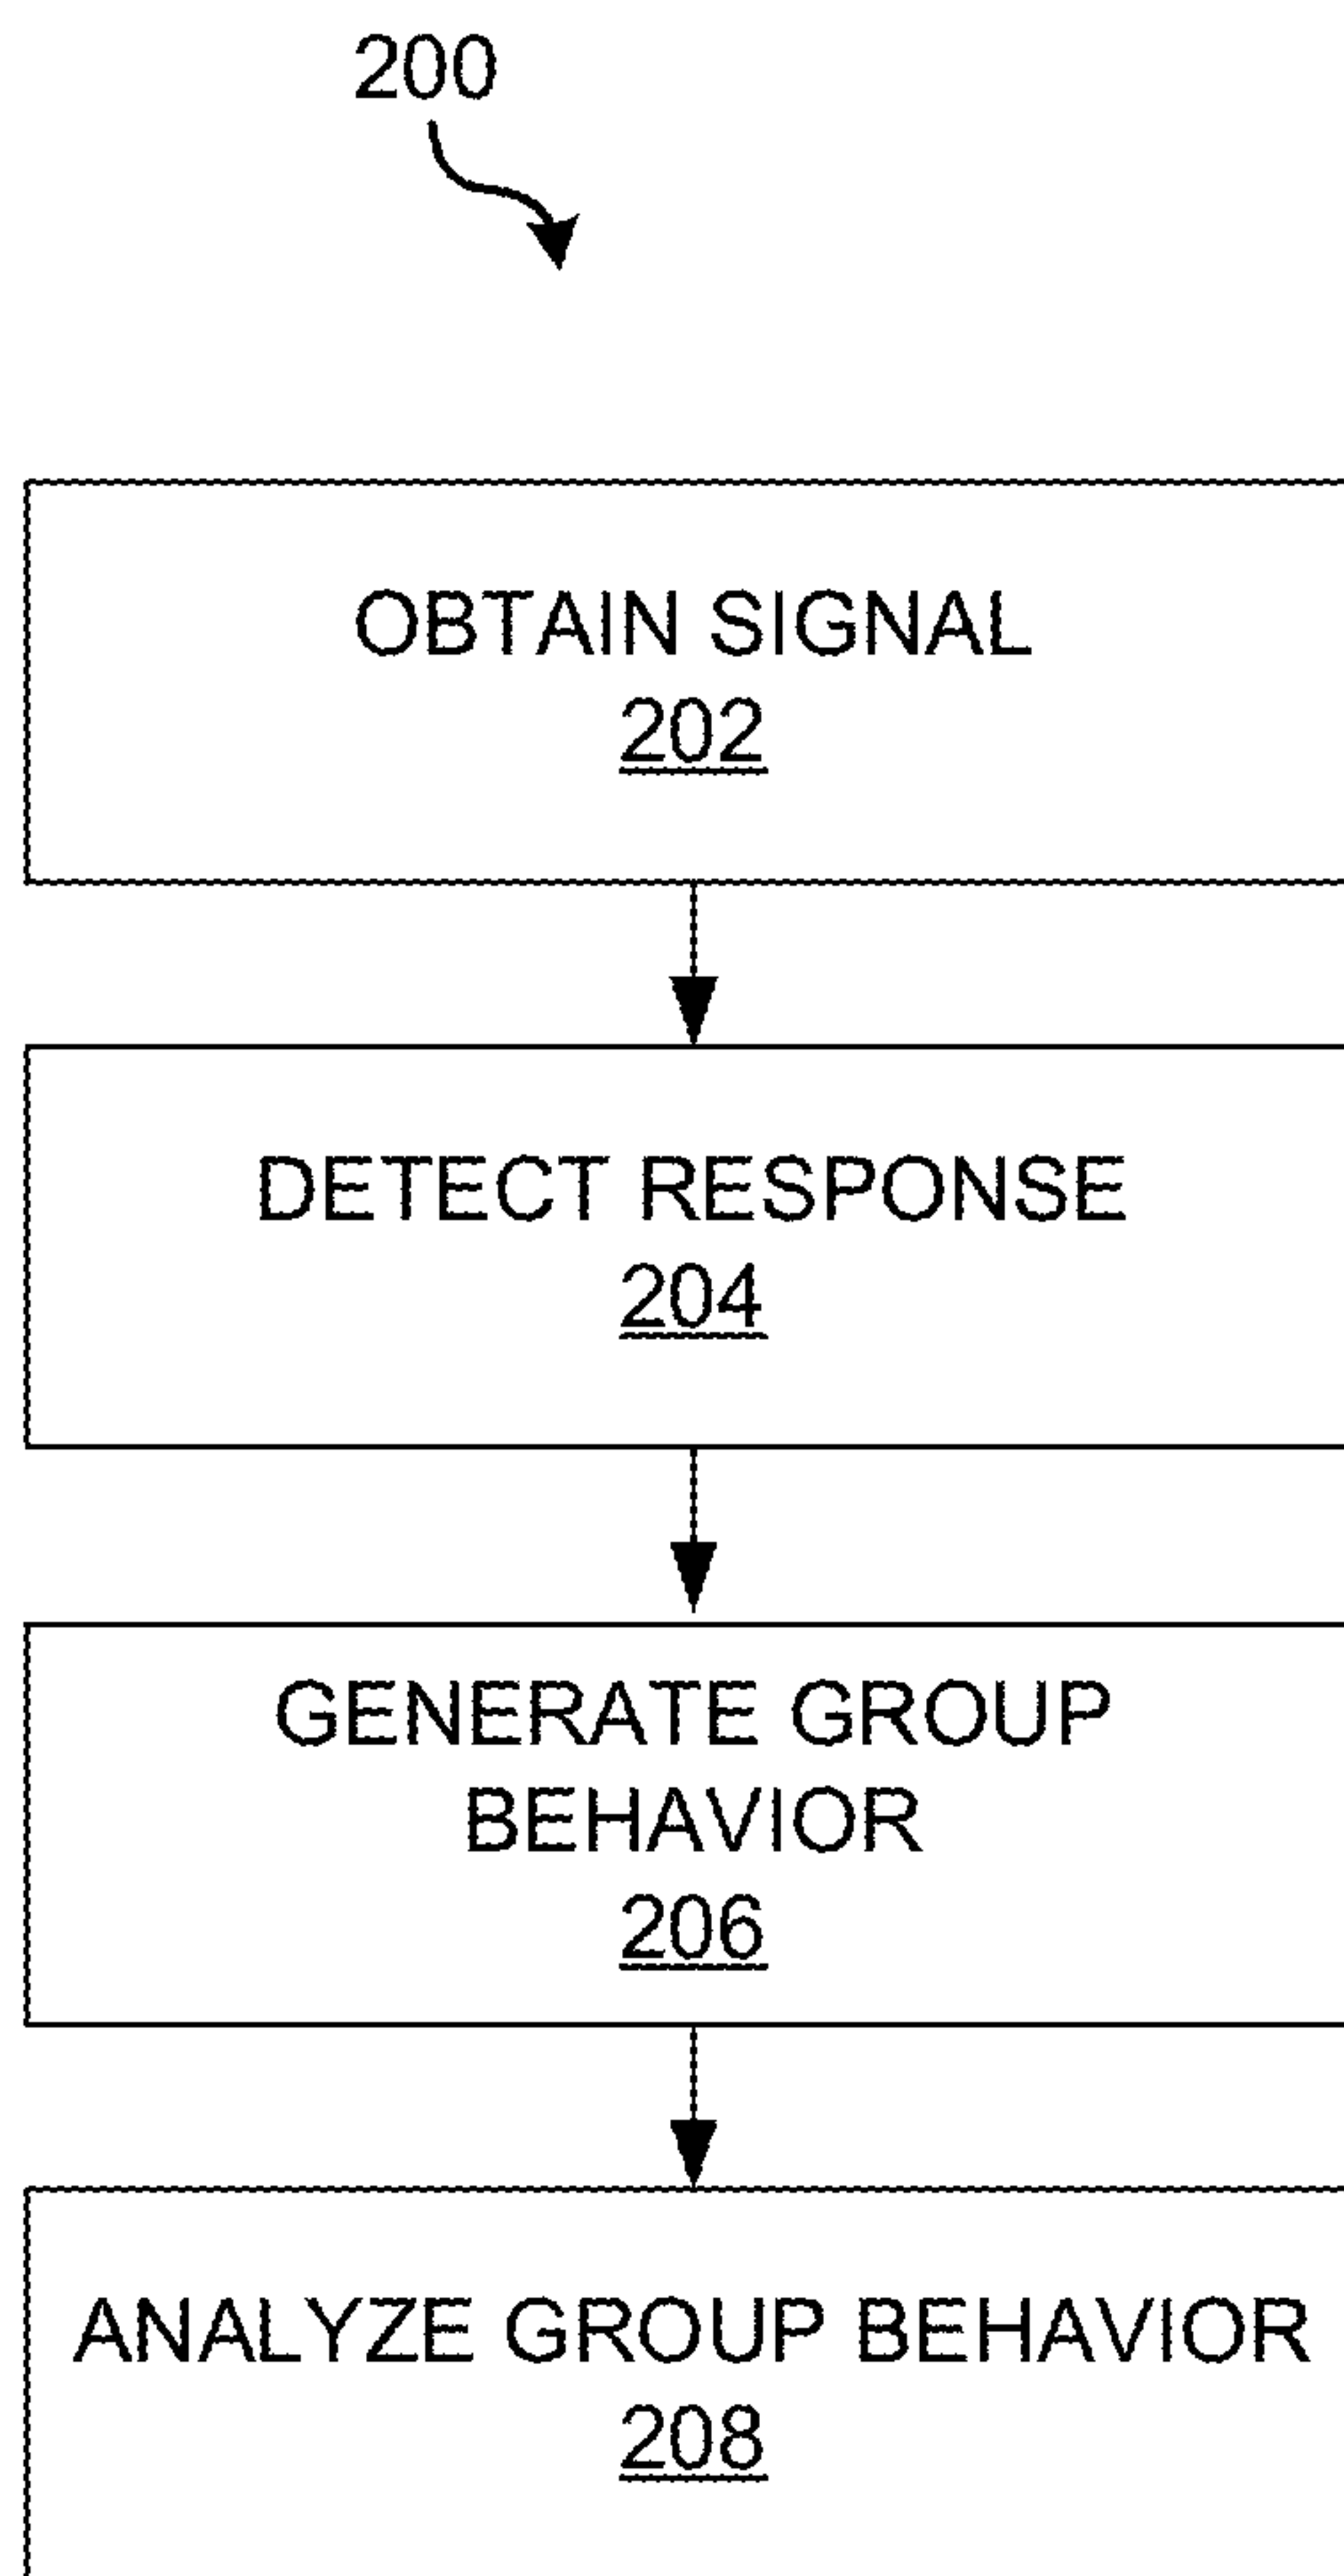 200
OBTAIN SIGNAL
202
DETECT RESPONSE
204
GENERATE GROUP
BEHAVIOR
206
ANALYZE GROUP BEHAVIOR
208